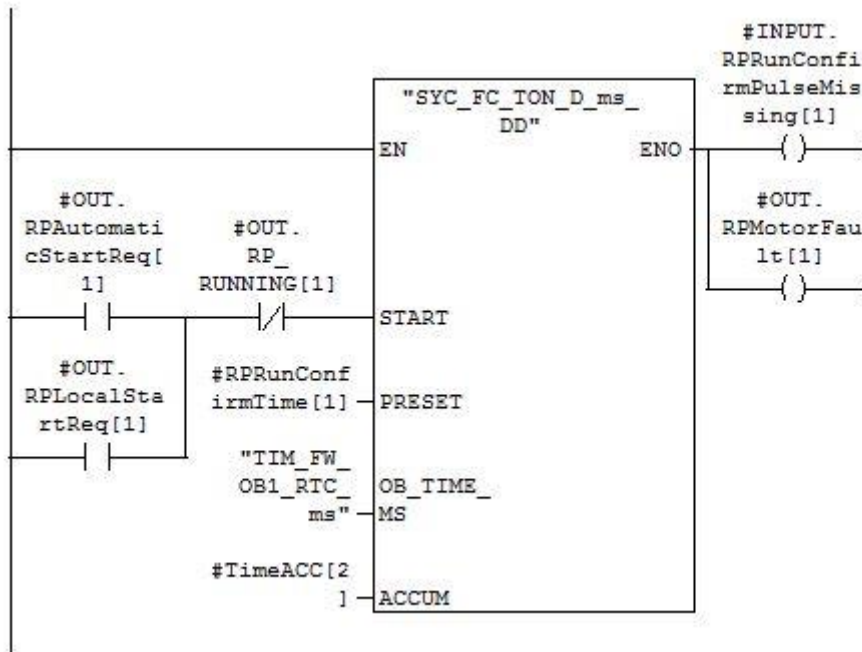 #INPUT.
RPRunConfi
rmPulseMis
sing[1]
"SYC_FC_TON_D_ms_
DD"
EN
ENO
#OUT.
RPAutomati
cStartReq[
1]
#OUT.
RP_
RUNNING[1]
#OUT.
RPMotorFau
lt[1]
START
#OUT.
RPLocalSta
rtReq[1]
#RPRunConf
irmTime[1]
PRESET
"TIM_FW_
OB1_RTC_
ms"
OB_TIME_
MS
#TimeACC[2
]
ACCUM